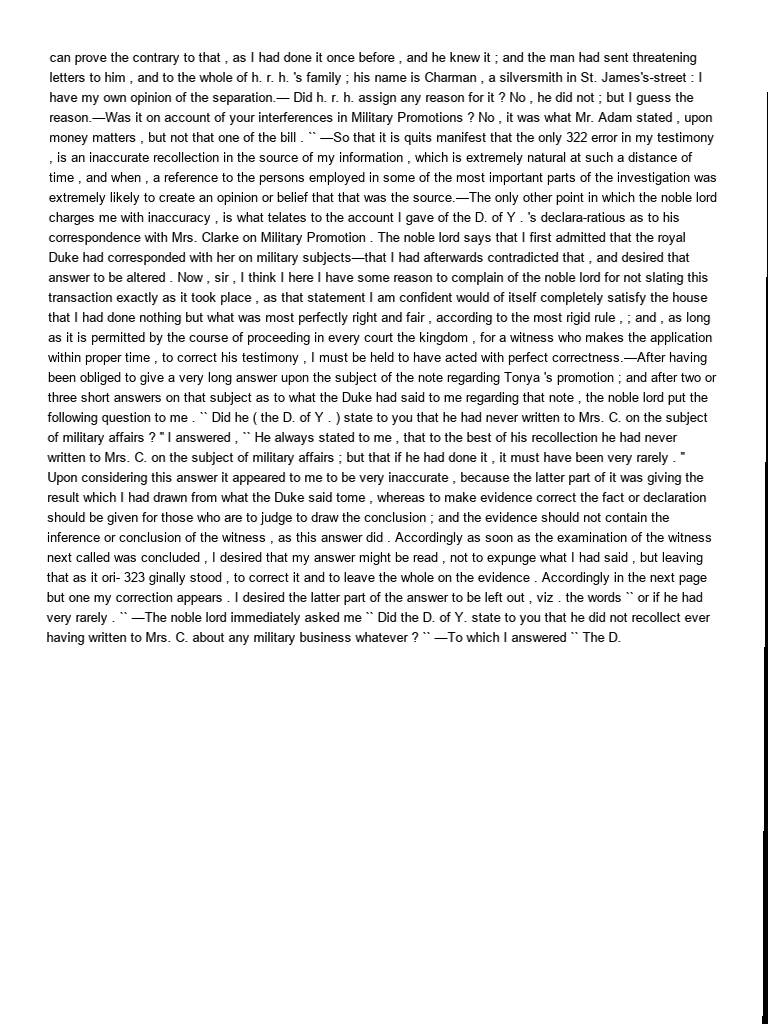 can prove the contrary to that , as I had done it once before , and he knew it ; and the man had sent threatening
letters to him , and to the whole of h. r. h. 's family ; his name is Charman , a silversmith in St. James's-street : I
have my own opinion of the separation.— Did h. r. h. assign any reason for it ? No , he did not ; but I guess the
reason.—Was it on account of your interferences in Military Promotions ? No , it was what Mr. Adam stated , upon
money matters , but not that one of the bill . `` —So that it is quits manifest that the only 322 error in my testimony
, is an inaccurate recollection in the source of my information , which is extremely natural at such a distance of
time , and when , a reference to the persons employed in some of the most important parts of the investigation was
extremely likely to create an opinion or belief that that was the source.—The only other point in which the noble lord
charges me with inaccuracy , is what telates to the account I gave of the D. of Y . 's declara-ratious as to his
correspondence with Mrs. Clarke on Military Promotion . The noble lord says that I first admitted that the royal
Duke had corresponded with her on military subjects—that I had afterwards contradicted that , and desired that
answer to be altered . Now , sir , I think I here I have some reason to complain of the noble lord for not slating this
transaction exactly as it took place , as that statement I am confident would of itself completely satisfy the house
that I had done nothing but what was most perfectly right and fair , according to the most rigid rule , ; and , as long
as it is permitted by the course of proceeding in every court the kingdom , for a witness who makes the application
within proper time , to correct his testimony , I must be held to have acted with perfect correctness.—After having
been obliged to give a very long answer upon the subject of the note regarding Tonya 's promotion ; and after two or
three short answers on that subject as to what the Duke had said to me regarding that note , the noble lord put the
following question to me . `` Did he ( the D. of Y . ) state to you that he had never written to Mrs. C. on the subject
of military affairs ? " I answered , `` He always stated to me , that to the best of his recollection he had never
written to Mrs. C. on the subject of military affairs ; but that if he had done it , it must have been very rarely . "
Upon considering this answer it appeared to me to be very inaccurate , because the latter part of it was giving the
result which I had drawn from what the Duke said tome , whereas to make evidence correct the fact or declaration
should be given for those who are to judge to draw the conclusion ; and the evidence should not contain the
inference or conclusion of the witness , as this answer did . Accordingly as soon as the examination of the witness
next called was concluded , I desired that my answer might be read , not to expunge what I had said , but leaving
that as it ori- 323 ginally stood , to correct it and to leave the whole on the evidence . Accordingly in the next page
but one my correction appears . I desired the latter part of the answer to be left out , viz . the words `` or if he had
very rarely . `` —The noble lord immediately asked me `` Did the D. of Y. state to you that he did not recollect ever
having written to Mrs. C. about any military business whatever ? `` —To which I answered `` The D.